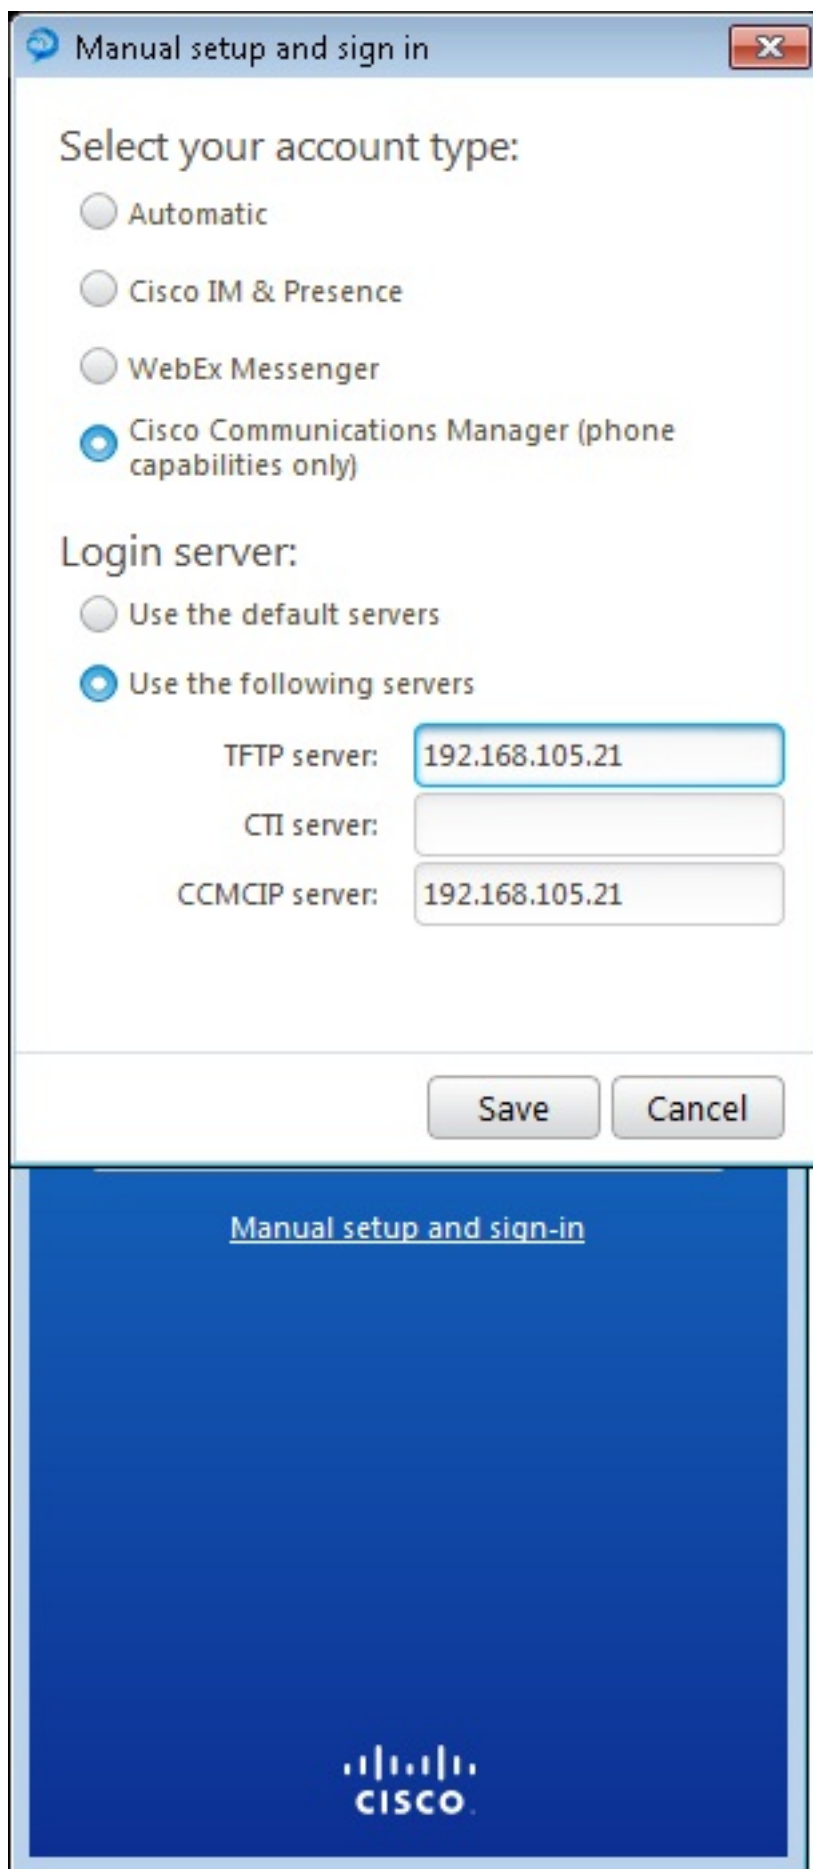 Manual setup and sign in
Select your account type:
Automatic
Cisco IM & Presence
WebEx Messenger
Cisco Communications Manager (phone
capabilities only)
Login server:
Use the default servers
Use the following servers
TFTP server: 192.168.105.21
CTI server:
CCMCIP server: 192.168.105.21
Save Cancel
Manual setup and sign-in
CISCO